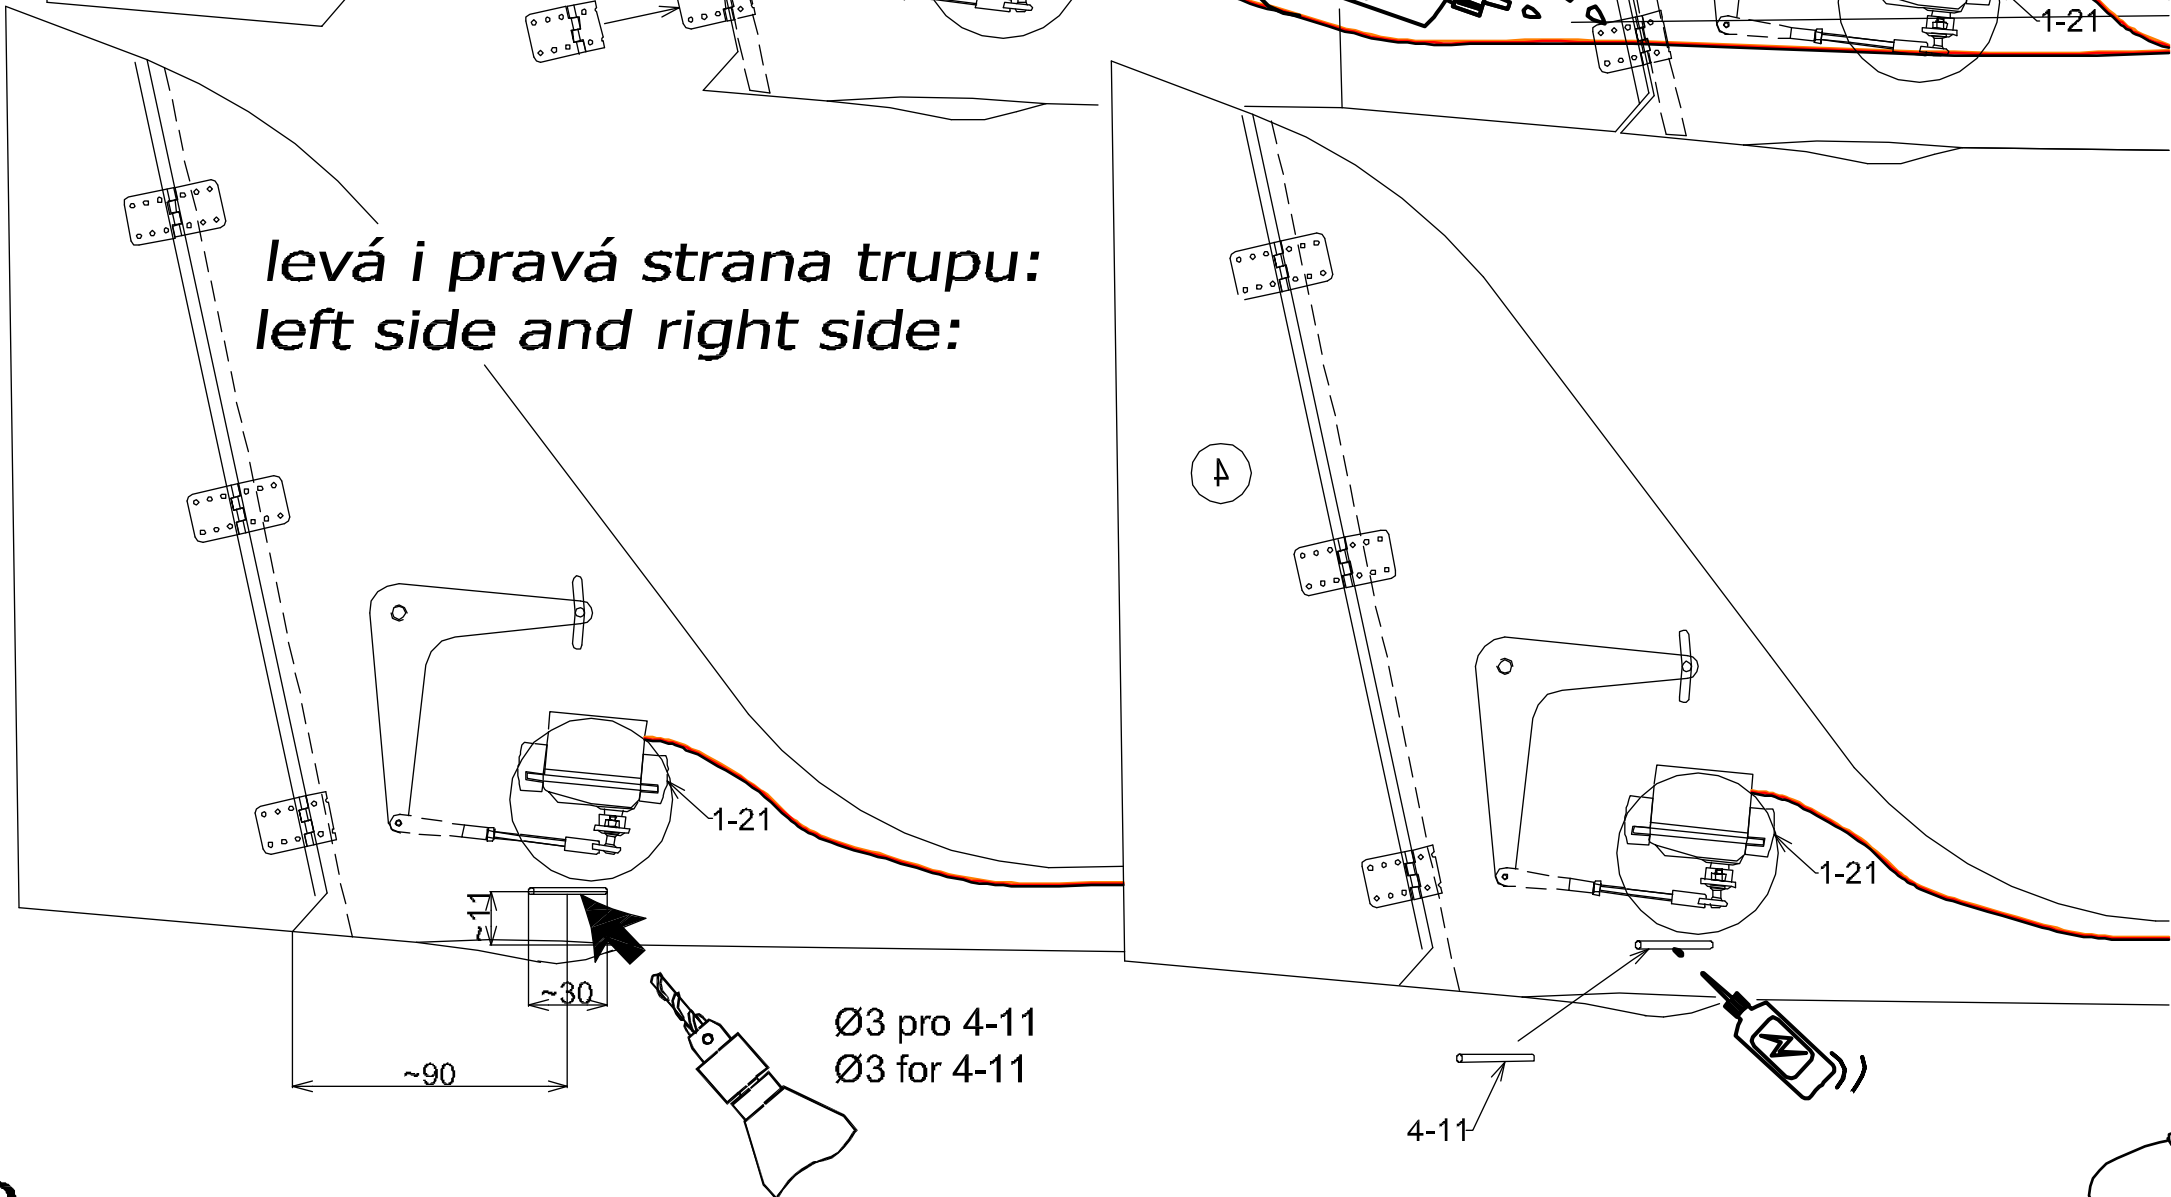 1-21
levá i pravá strana trupu:
left side and right side:
4
1-21
1-21
~11
~30
~90
Ø3 pro 4-11
Ø3 for 4-11
4-11